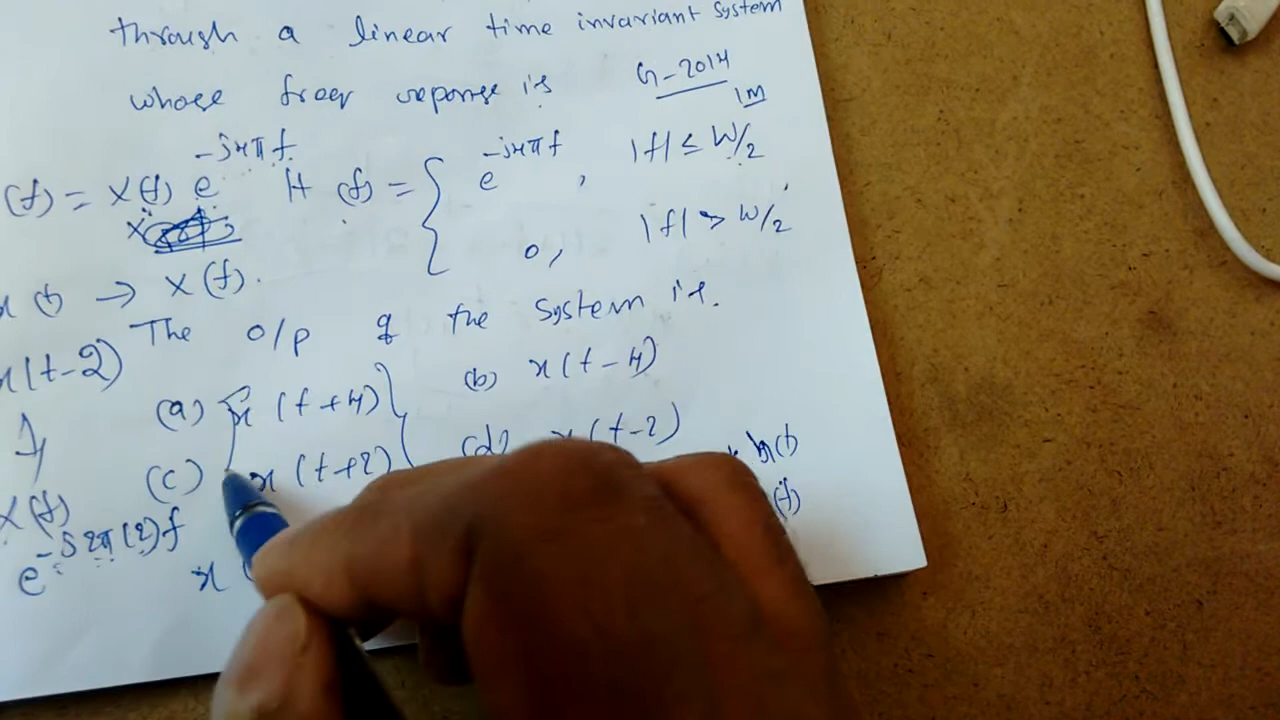 through a linear time invariant system
whose freq reponse is G-2014
1M
(f) = X(f) e^-j4πf H(f) = { e^-j4πf , |f| ≤ W/2
0, |f| > W/2
x(t) → X(f).
The o/p of the system is.
x(t-2)
(a) x(t+4) (b) x(t-4)
(c) x(t+2) (d) x(t-2)
h(t)
X(f) (f)
e^-j2π(2)f
x